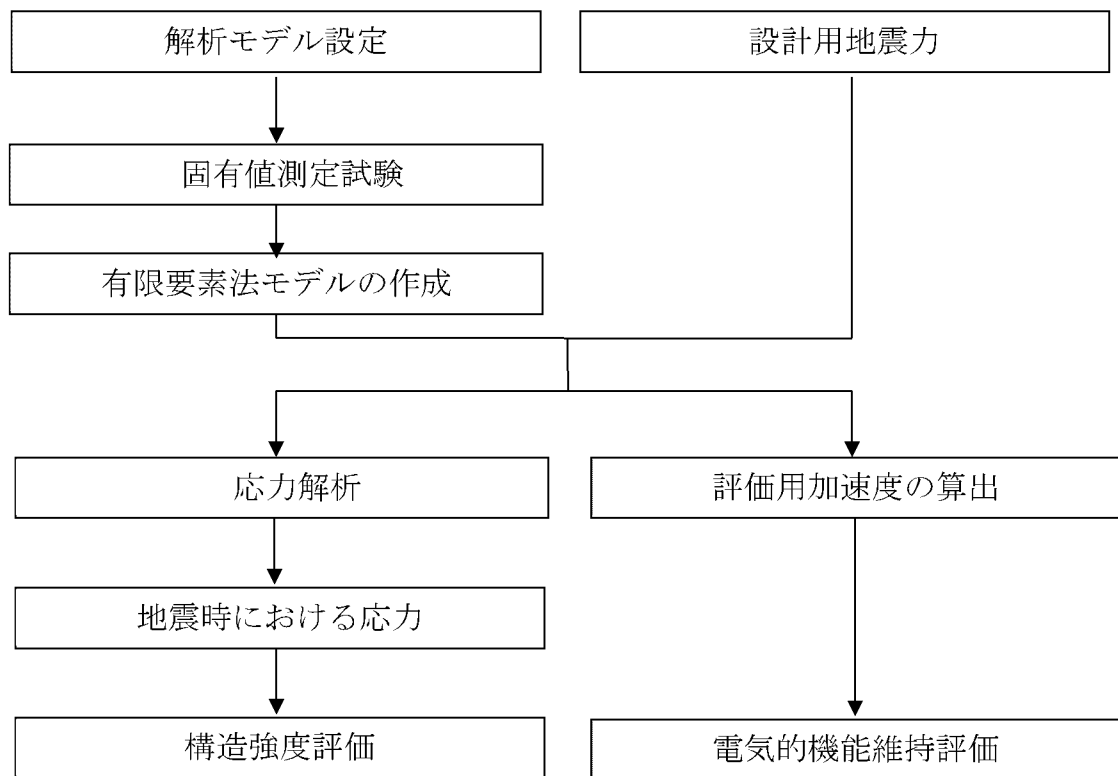 解析モデル設定
設計用地震力
固有値測定試験
有限要素法モデルの作成
応力解析
評価用加速度の算出
地震時における応力
構造強度評価
電気的機能維持評価